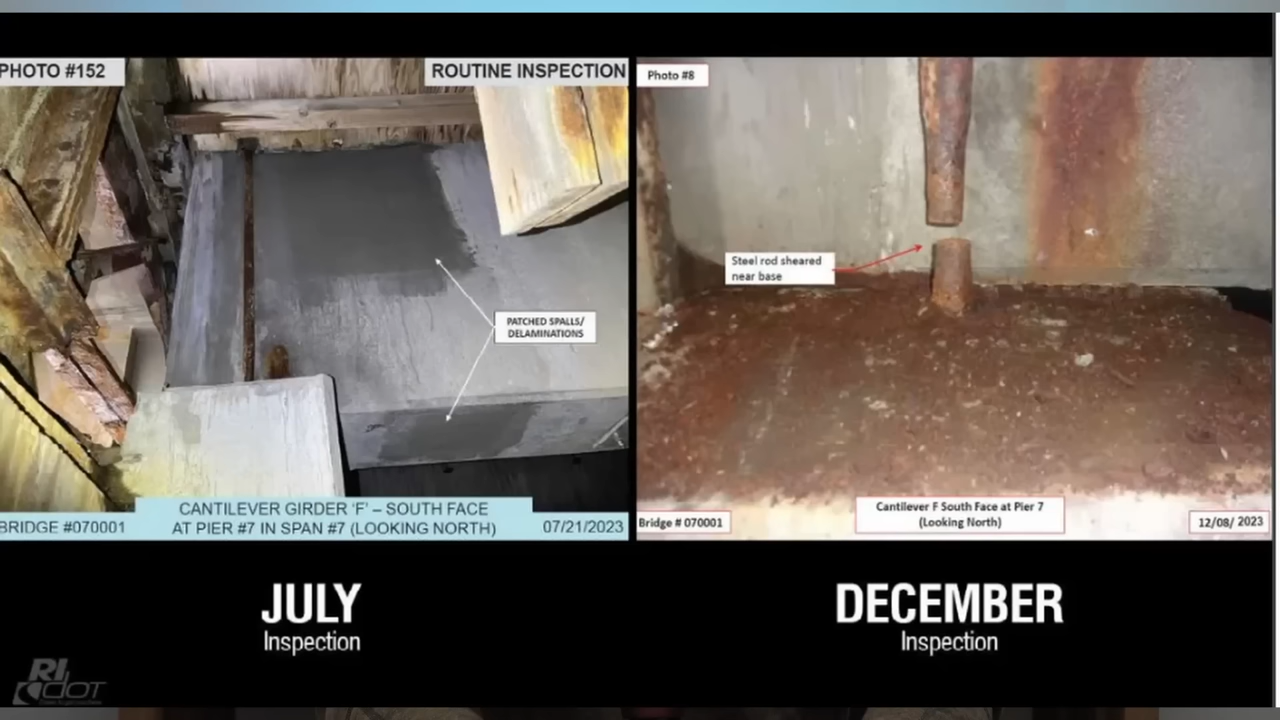 PHOTO #152
ROUTINE INSPECTION
PATCHED SPALLS/
DELAMINATIONS
CANTILEVER GIRDER 'F' – SOUTH FACE
AT PIER #7 IN SPAN #7 (LOOKING NORTH)
BRIDGE #070001
07/21/2023
Photo #8
Steel rod sheared
near base
Cantilever F South Face at Pier 7
(Looking North)
Bridge # 070001
12/08/ 2023
JULY
Inspection
DECEMBER
Inspection
RI
DOT